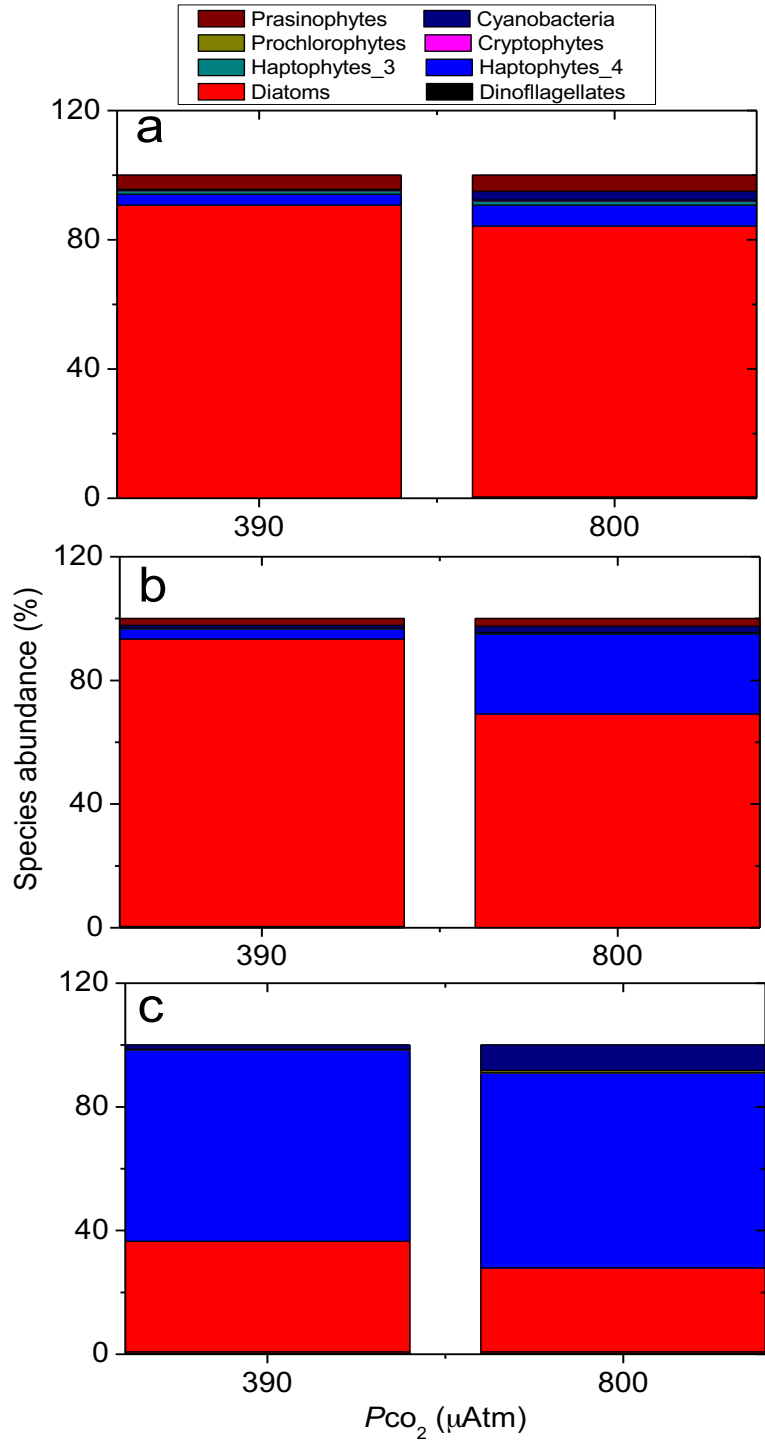 Prasinophytes Cyanobacteria
Prochlorophytes Cryptophytes
Haptophytes_3 Haptophytes_4
Diatoms Dinofllagellates
120
a
80
40
0
390 800
Species abundance (%)
120
b
80
40
0
390 800
120
c
80
40
0
390 800
Pco2 (μAtm)